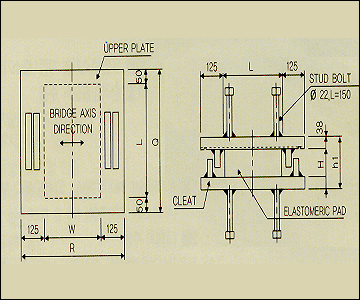 UPPER PLATE
50
BRIDGE AXIS
DIRECTION
L
Q
50
125
W
125
R
125
L
125
STUD BOLT
Ø 22,L=150
38
H
h1
CLEAT
ELASTOMERIC PAD